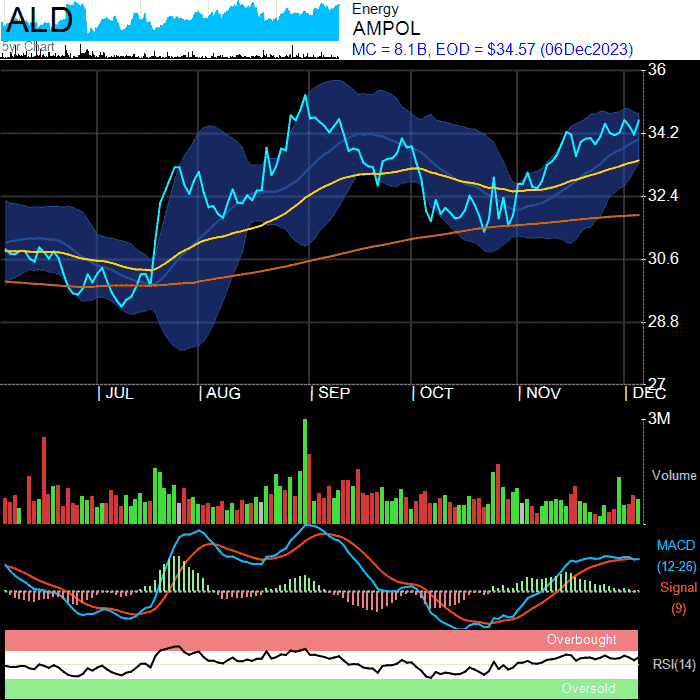 ALD
5yr Chart
Energy
AMPOL
MC = 8.1B, EOD = $34.57 (06Dec2023)
36
34.2
32.4
30.6
28.8
27
| JUL | AUG | SEP | OCT | NOV | DEC
3M
Volume
MACD
(12-26)
Signal
(9)
Overbought
RSI(14)
Oversold